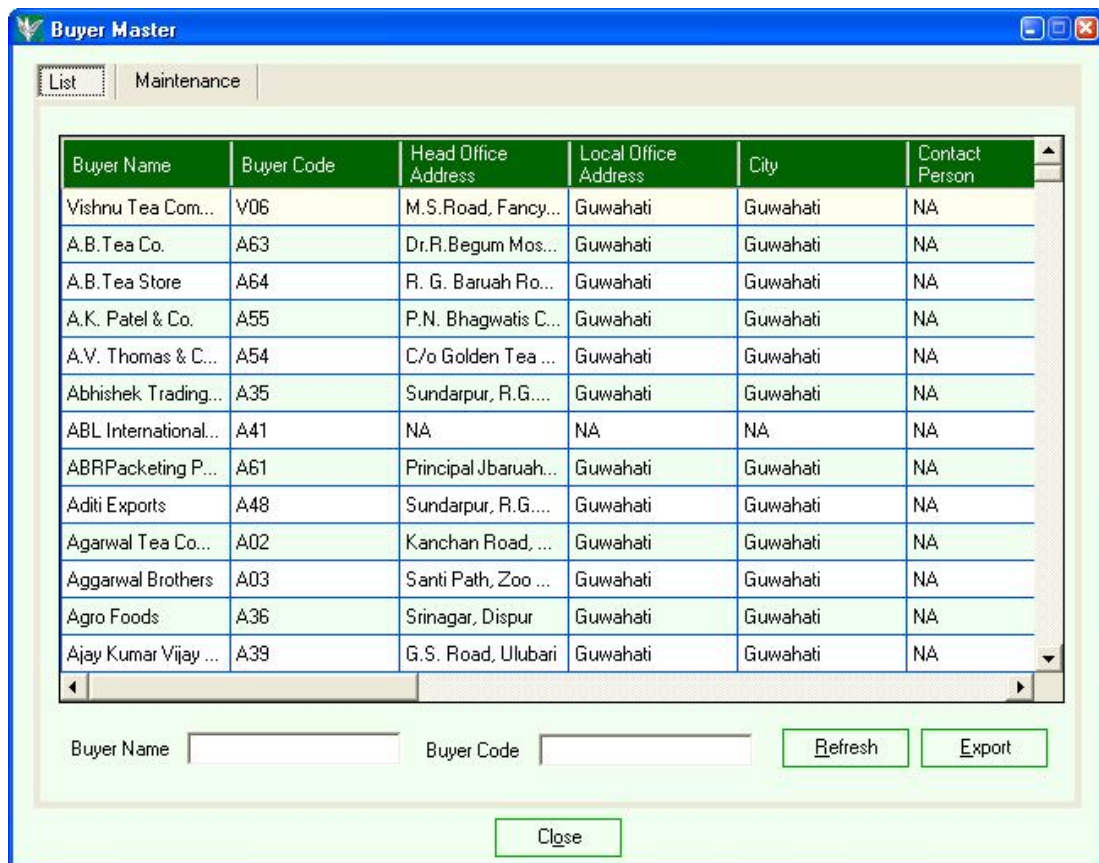 Buyer Master
List Maintenance
Buyer Name Buyer Code Head Office Address Local Office Address City Contact Person
Vishnu Tea Com... V06 M.S.Road, Fancy... Guwahati Guwahati NA
A.B.Tea Co. A63 Dr.R.Begum Mos... Guwahati Guwahati NA
A.B.Tea Store A64 R. G. Baruah Ro... Guwahati Guwahati NA
A.K. Patel & Co. A55 P.N. Bhagwatis C... Guwahati Guwahati NA
A.V. Thomas & C... A54 C/o Golden Tea ... Guwahati Guwahati NA
Abhishek Trading... A35 Sundarpur, R.G.... Guwahati Guwahati NA
ABL International... A41 NA NA NA NA
ABRPacketing P... A61 Principal Jbaruah... Guwahati Guwahati NA
Aditi Exports A48 Sundarpur, R.G.... Guwahati Guwahati NA
Agarwal Tea Co... A02 Kanchan Road, ... Guwahati Guwahati NA
Aggarwal Brothers A03 Santi Path, Zoo ... Guwahati Guwahati NA
Agro Foods A36 Srinagar, Dispur Guwahati Guwahati NA
Ajay Kumar Vijay ... A39 G.S. Road, Ulubari Guwahati Guwahati NA
Buyer Name Buyer Code Refresh Export
Close